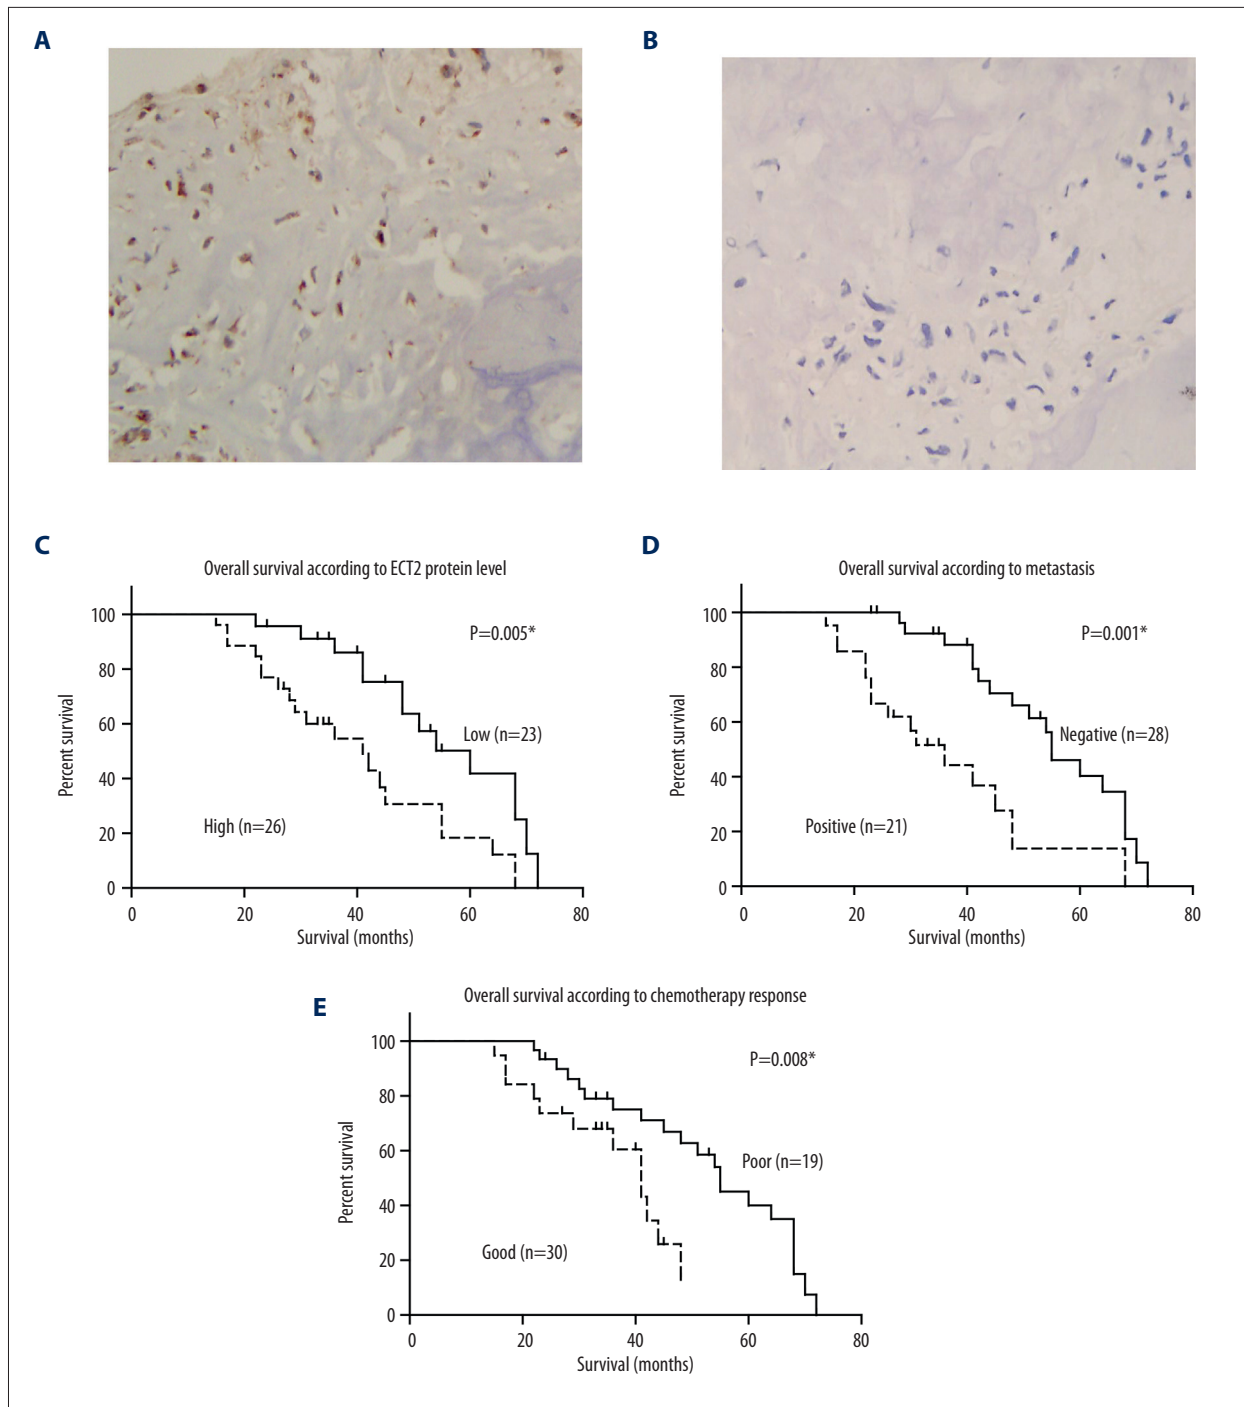 A
B
C
Overall survival according to ECT2 protein level
100
80
60
40
20
0
Percent survival
P=0.005*
Low (n=23)
High (n=26)
0 20 40 60 80
Survival (months)
D
Overall survival according to metastasis
100
80
60
40
20
0
Percent survival
P=0.001*
Negative (n=28)
Positive (n=21)
0 20 40 60 80
Survival (months)
E
Overall survival according to chemotherapy response
100
80
60
40
20
0
Percent survival
P=0.008*
Poor (n=19)
Good (n=30)
0 20 40 60 80
Survival (months)